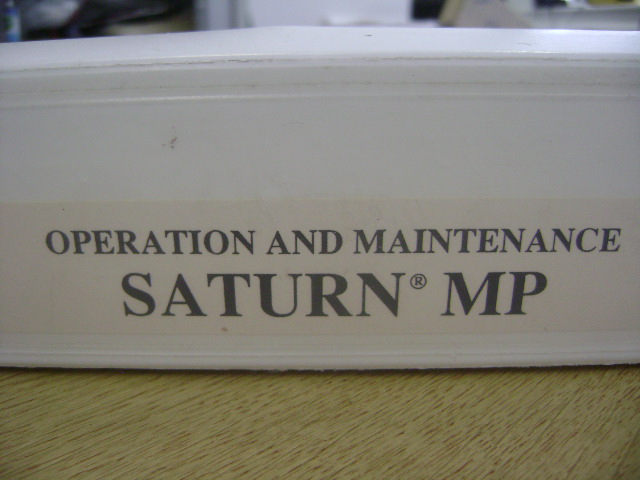 OPERATION AND MAINTENANCE
SATURN® MP